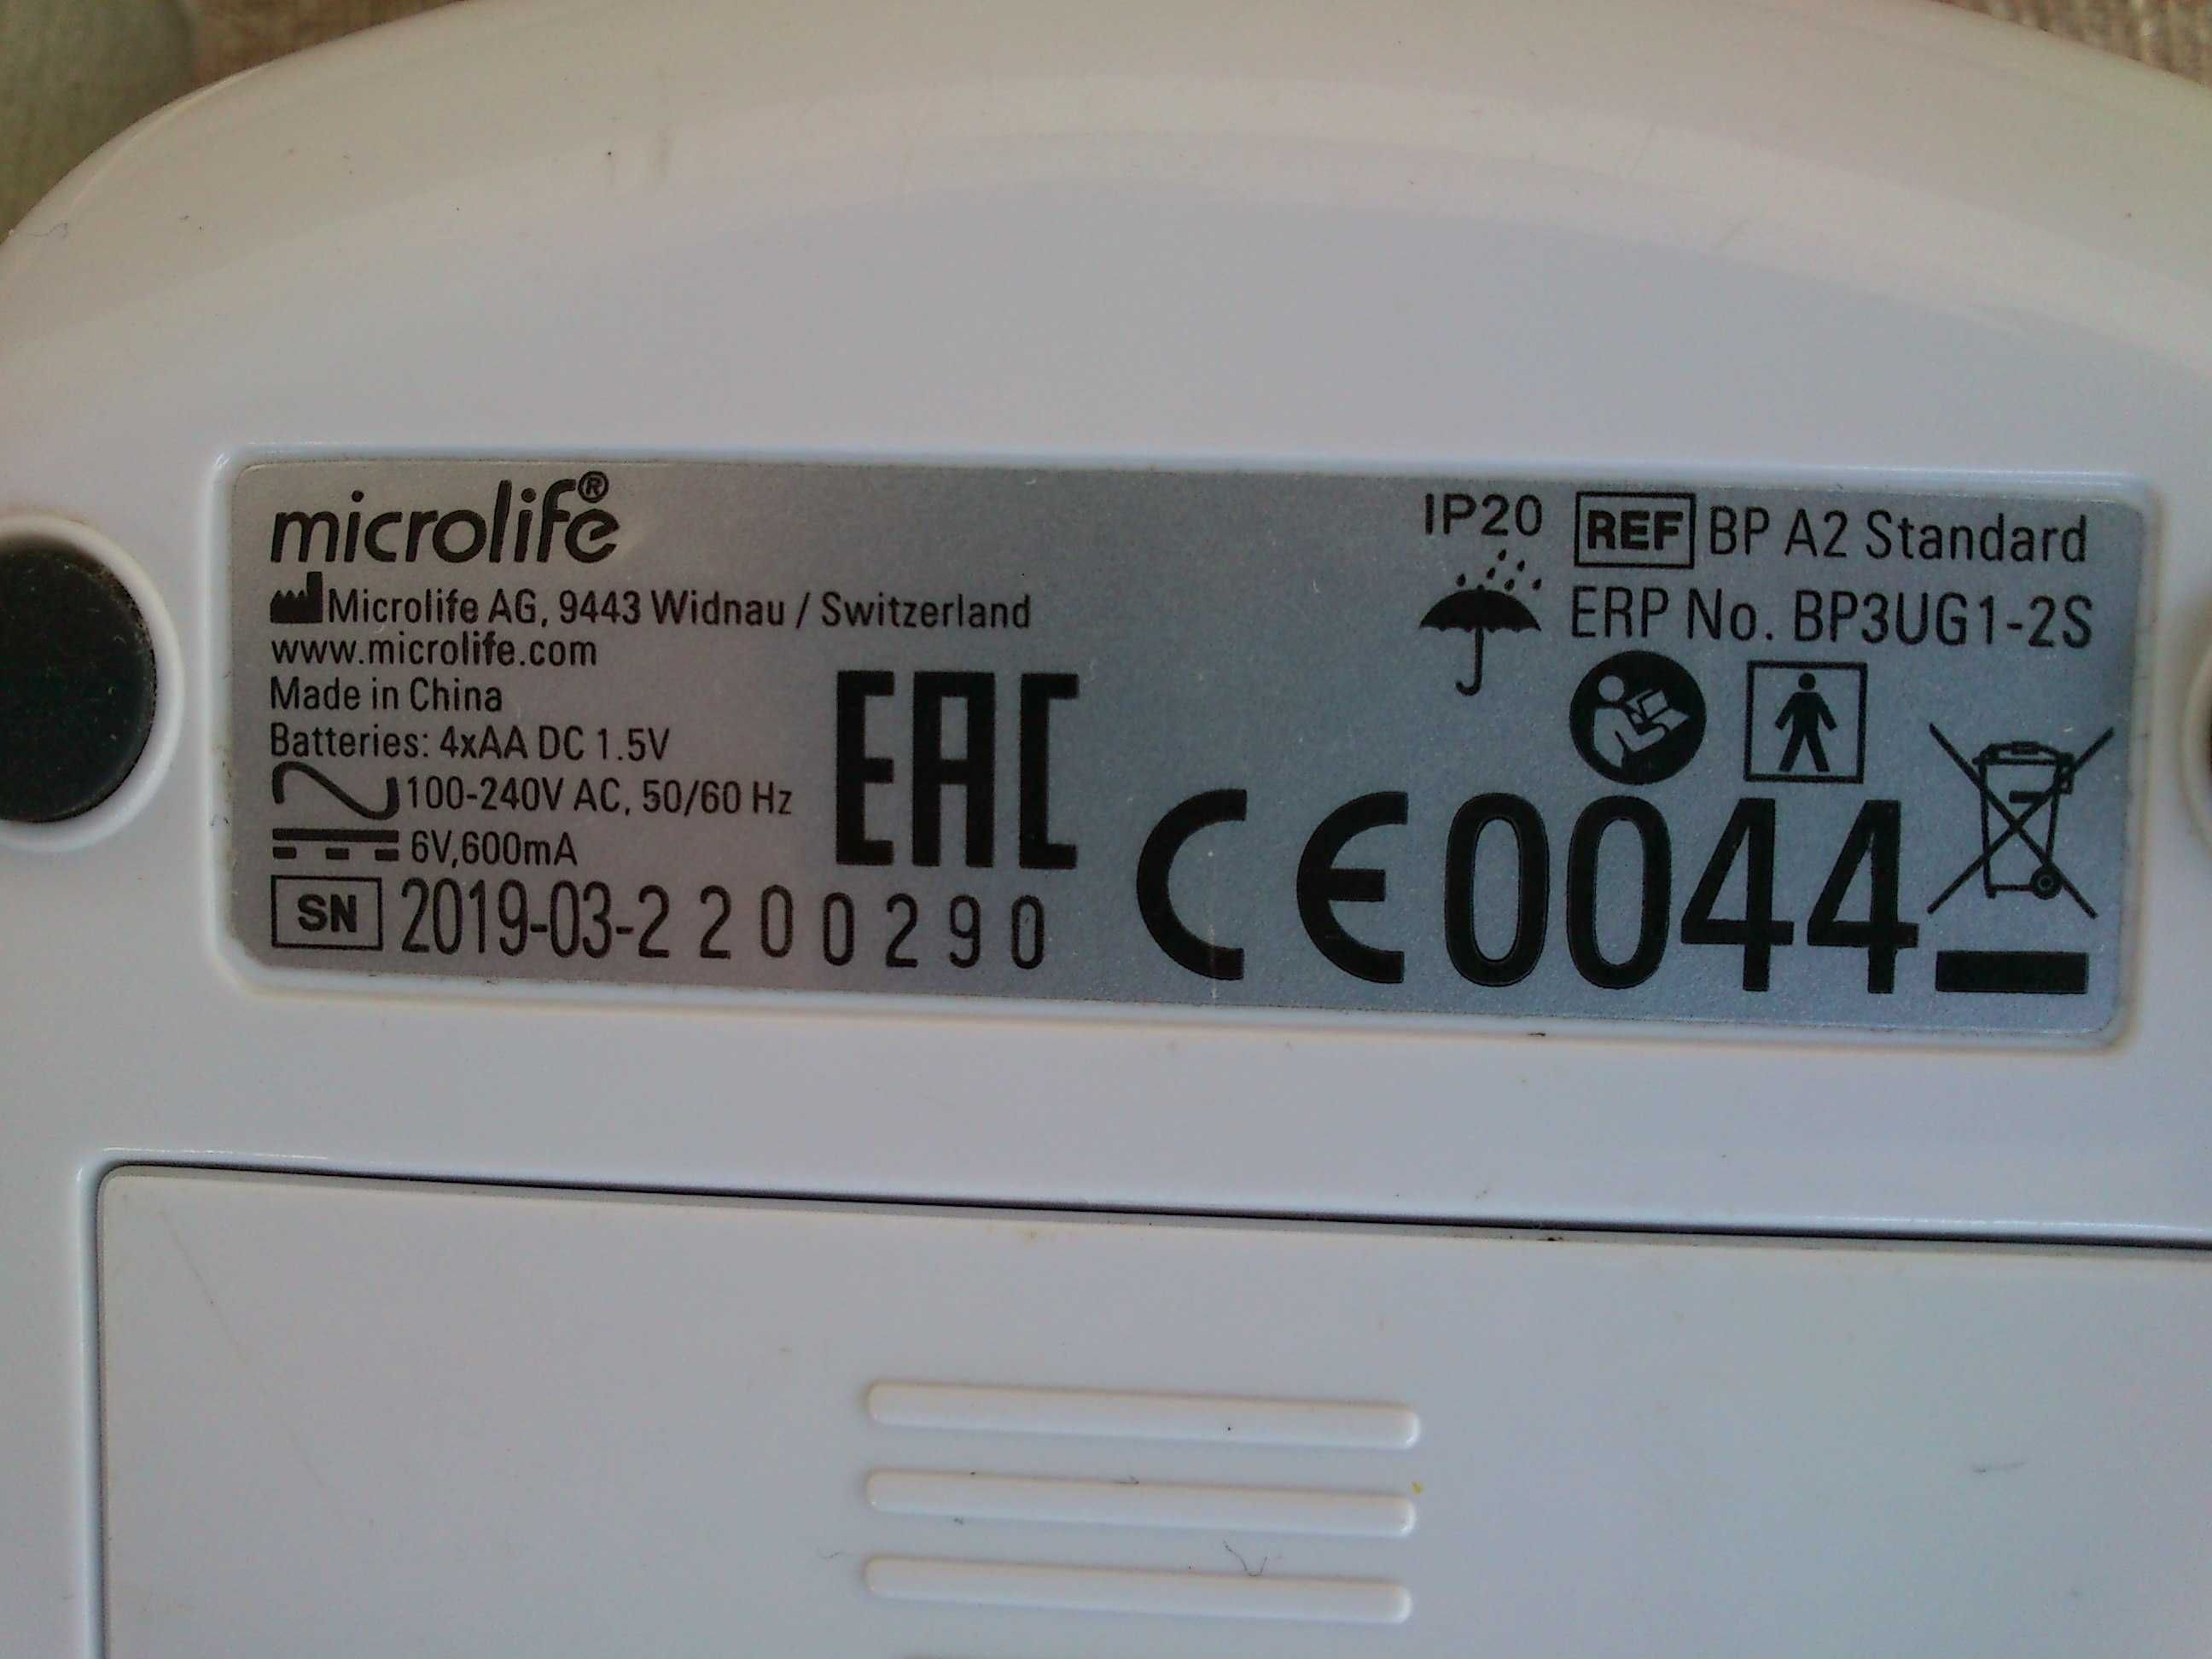 microlife®
Microlife AG, 9443 Widnau / Switzerland
www.microlife.com
Made in China
Batteries: 4xAA DC 1.5V
100-240V AC, 50/60 Hz
6V,600mA
SN 2019-03-2 2 0 0 2 9 0
EAC
IP20 REF BP A2 Standard
ERP No. BP3UG1-2S
CE0044